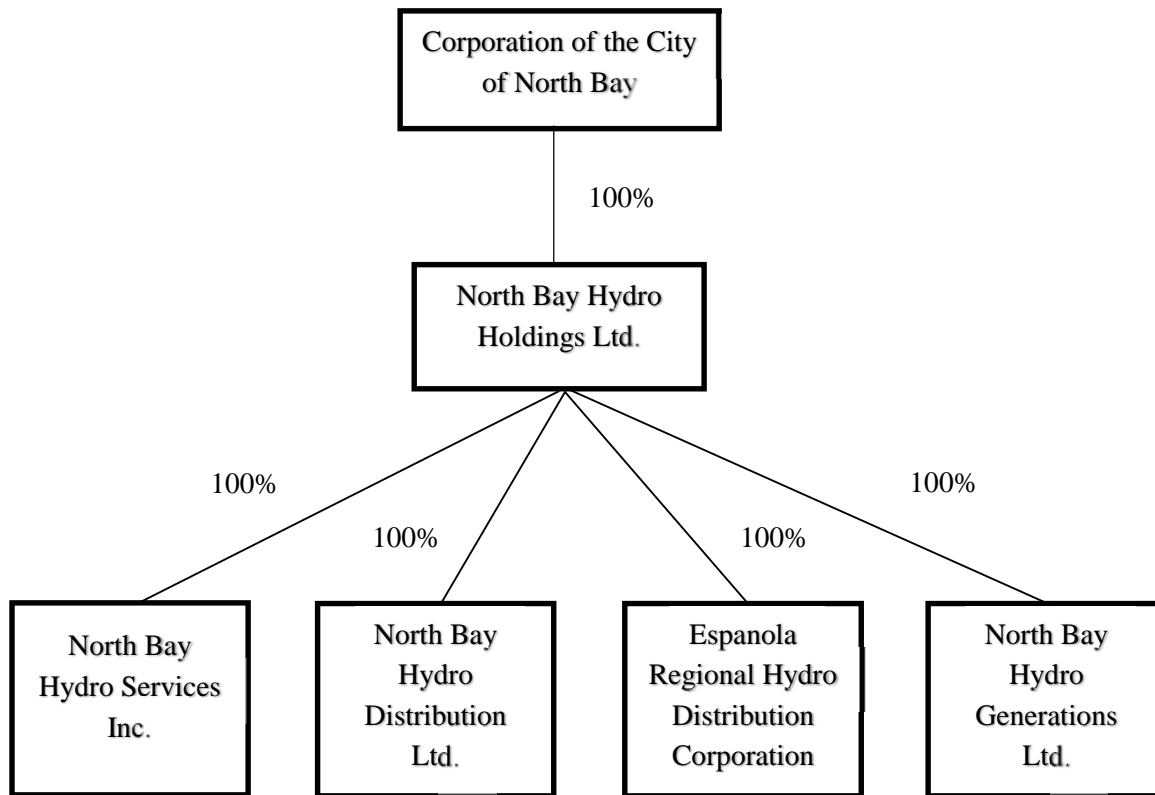 Corporation of the City
of North Bay
100%
North Bay Hydro
Holdings Ltd.
100%
100%
100%
100%
North Bay
Hydro Services
Inc.
North Bay
Hydro
Distribution
Ltd.
Espanola
Regional Hydro
Distribution
Corporation
North Bay
Hydro
Generations
Ltd.